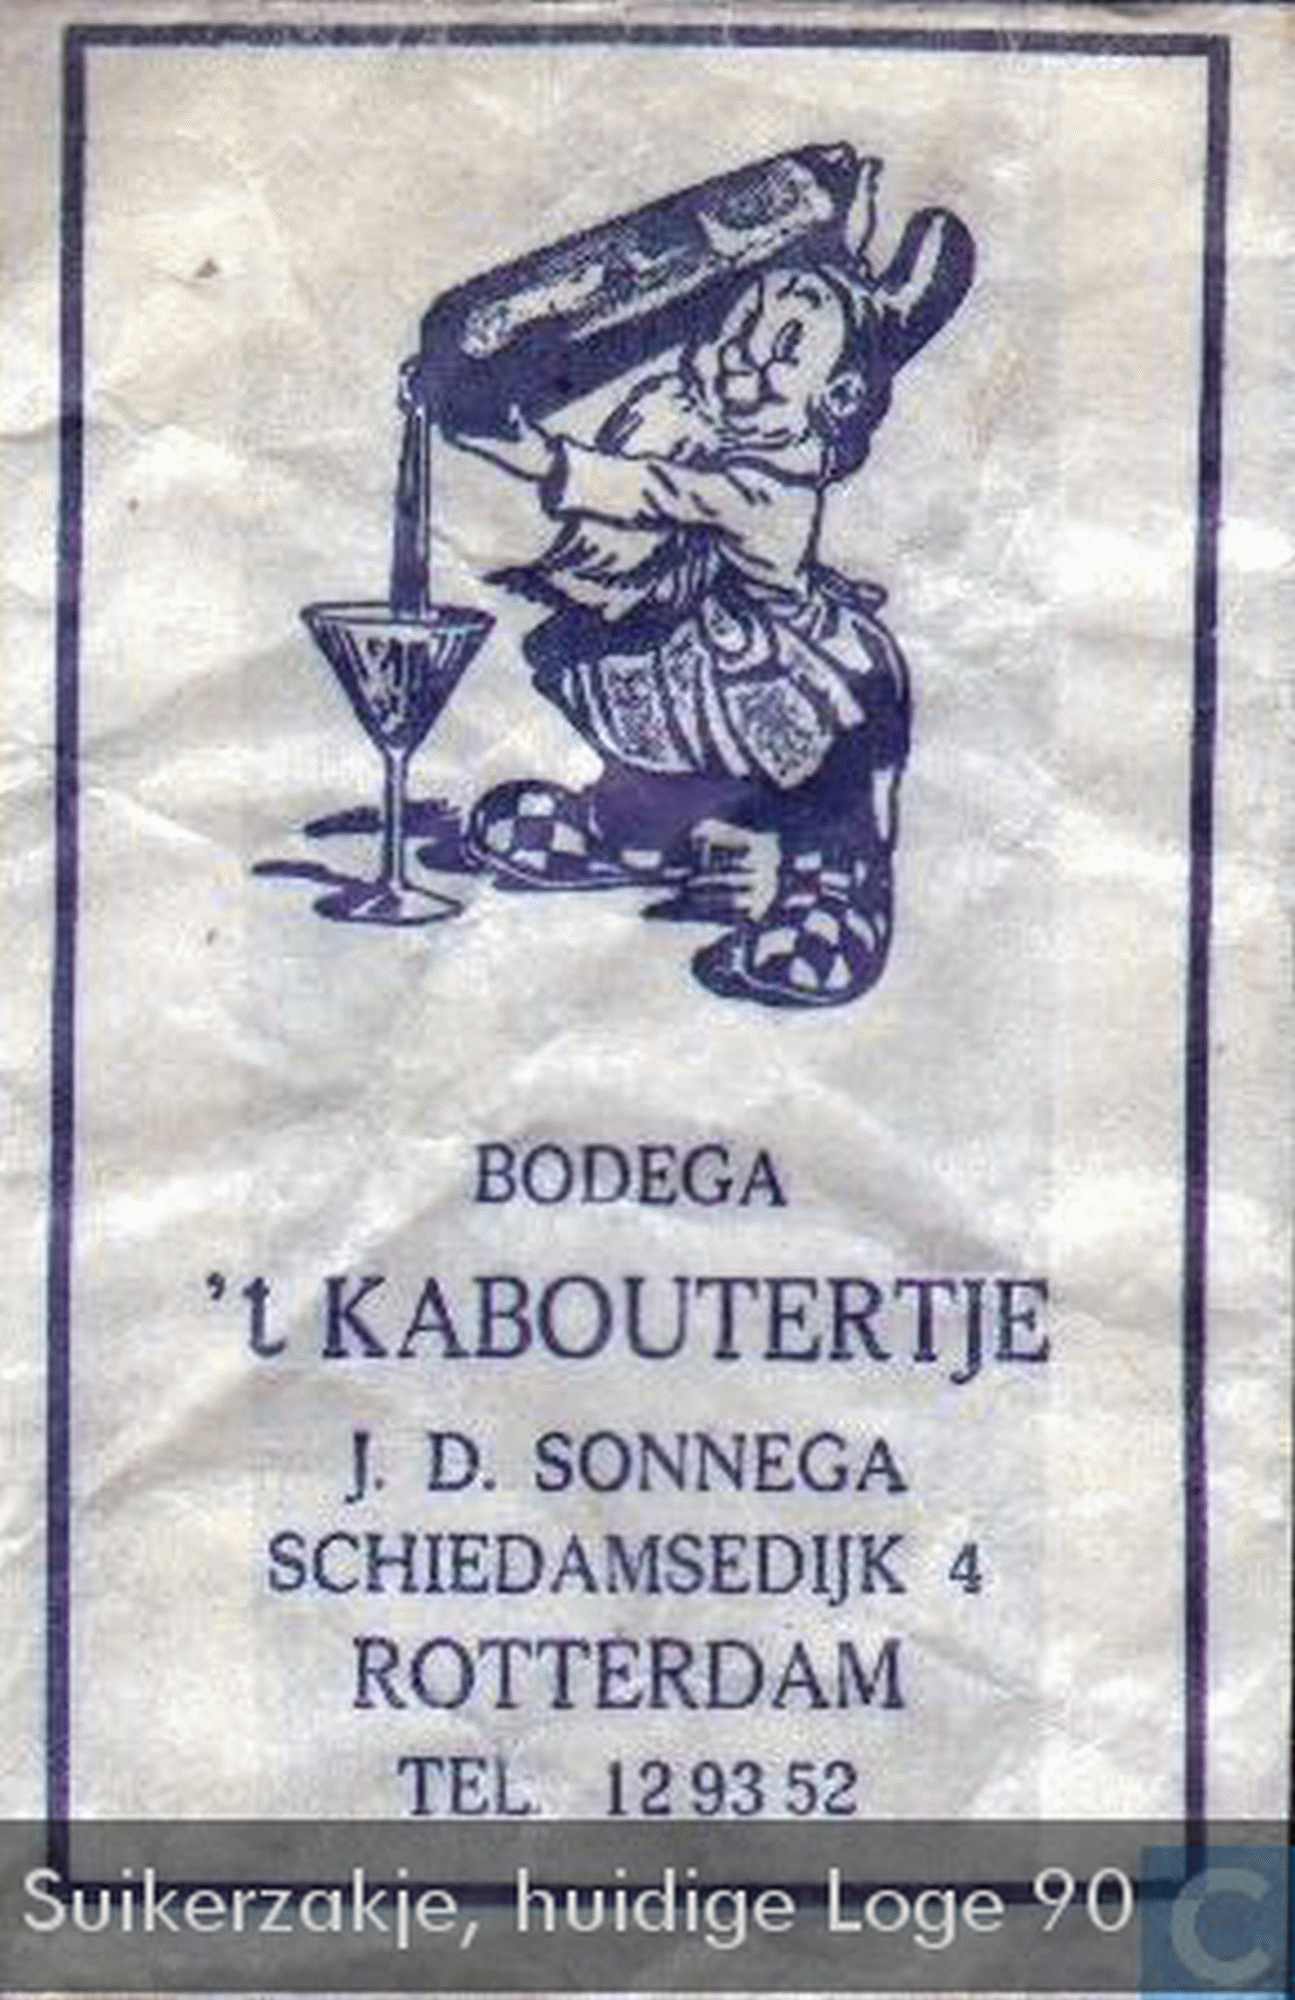 BODEGA
't KABOUTERTJE
J. D. SONNEGA
SCHIEDAMSEDIJK 4
ROTTERDAM
TEL. 12 93 52
Suikerzakje, huidige Loge 90
C